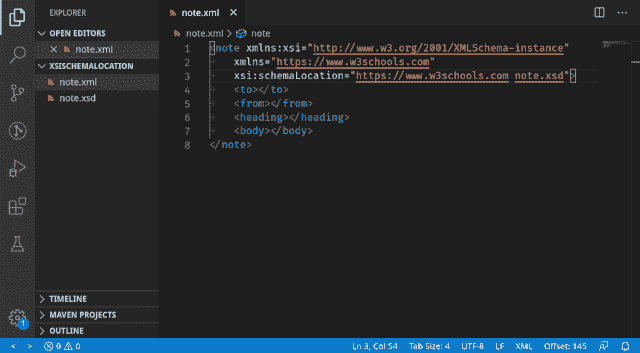 EXPLORER
OPEN EDITORS
note.xml
XSISCHEMALOCATION
note.xml
note.xsd
TIMELINE
MAVEN PROJECTS
OUTLINE
note.xml
note.xml > note
1 <note xmlns:xsi="http://www.w3.org/2001/XMLSchema-instance"
2 xmlns="https://www.w3schools.com"
3 xsi:schemaLocation="https://www.w3schools.com note.xsd">
4 <to></to>
5 <from></from>
6 <heading></heading>
7 <body></body>
8 </note>
1
0 0 Ln 3, Col 54 Tab Size: 4 UTF-8 LF XML Offset: 145